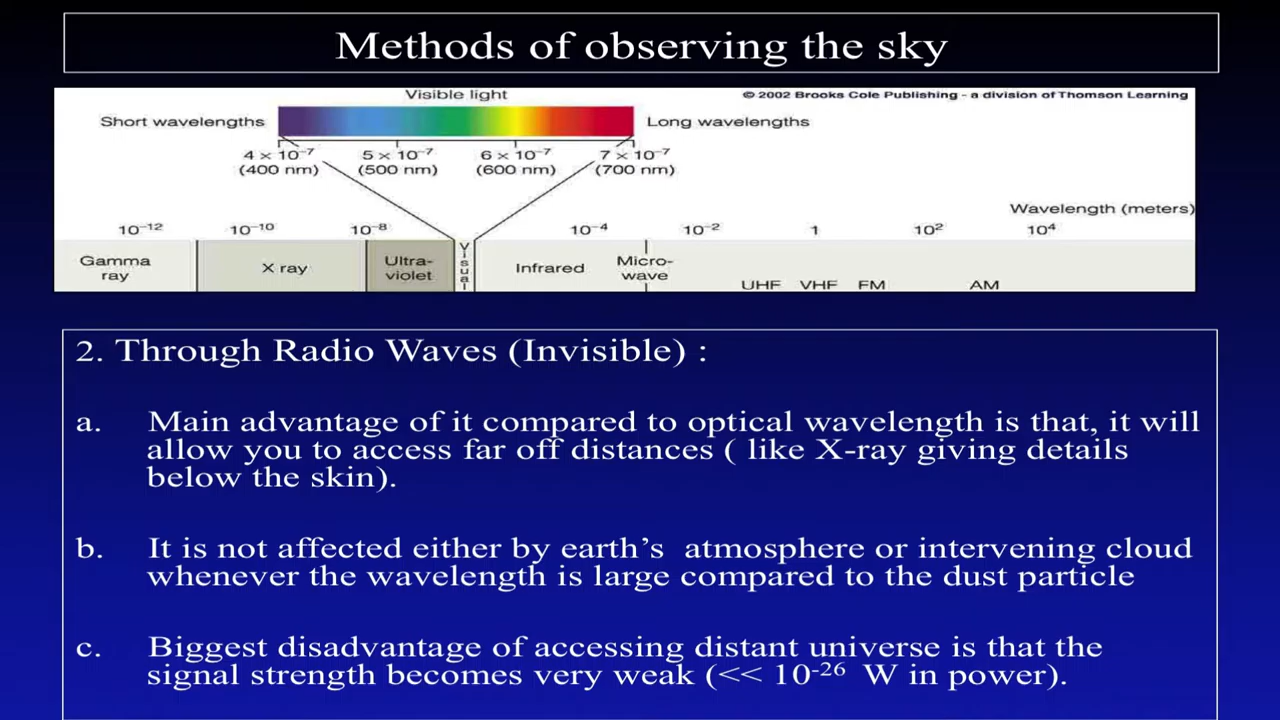 Methods of observing the sky
Visible light
© 2002 Brooks Cole Publishing - a division of Thomson Learning
Short wavelengths
Long wavelengths
4 × 10⁻⁷ 5 × 10⁻⁷ 6 × 10⁻⁷ 7 × 10⁻⁷
(400 nm) (500 nm) (600 nm) (700 nm)
Wavelength (meters)
10⁻¹² 10⁻¹⁰ 10⁻⁸ 10⁻⁴ 10⁻² 1 10² 10⁴
Gamma
ray
X ray
Ultra-
violet
Visual
Infrared
Micro-
wave
UHF VHF FM AM
2. Through Radio Waves (Invisible) :
a. Main advantage of it compared to optical wavelength is that, it will
allow you to access far off distances ( like X-ray giving details
below the skin).
b. It is not affected either by earth’s atmosphere or intervening cloud
whenever the wavelength is large compared to the dust particle
c. Biggest disadvantage of accessing distant universe is that the
signal strength becomes very weak (<< 10⁻²⁶ W in power).